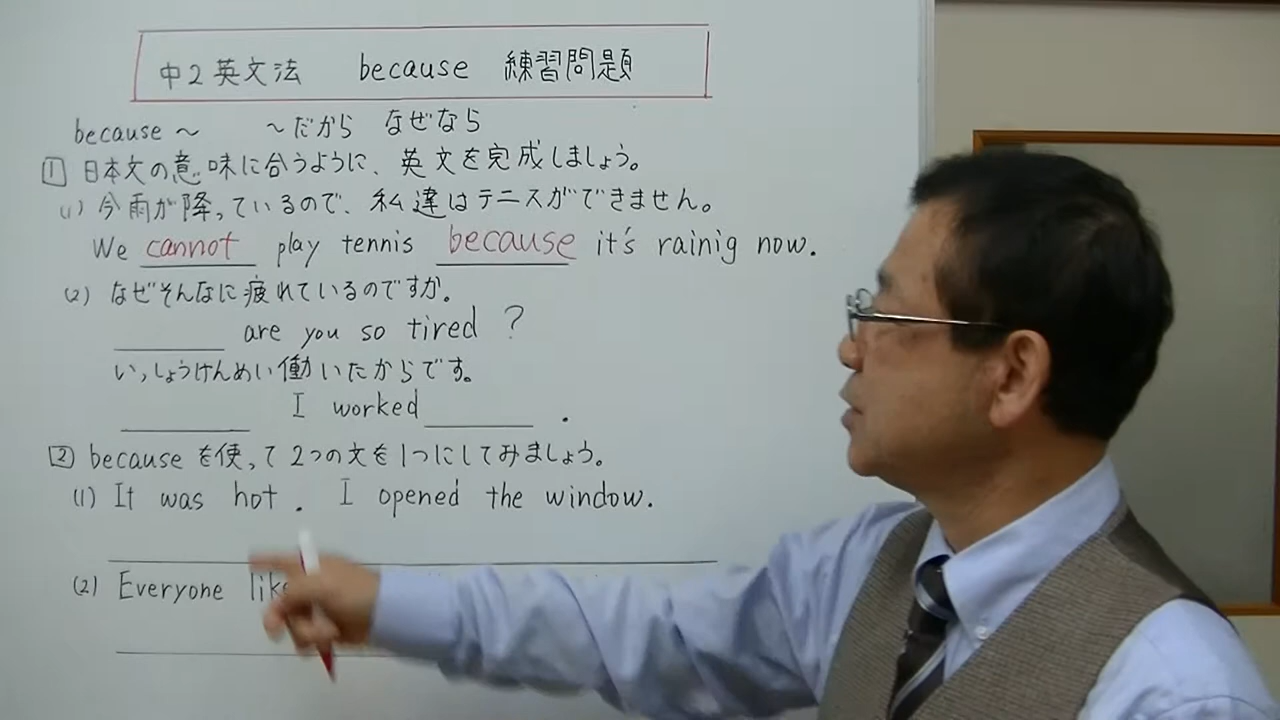 中2英文法 because 練習問題
because ～ ～だから なぜなら
1 日本文の意味に合うように、英文を完成しましょう。
(1) 今雨が降っているので、私達はテニスができません。
We cannot play tennis because it's rainig now.
(2) なぜそんなに疲れているのですか。
______ are you so tired ?
いっしょうけんめい働いたからです。
______ I worked ______ .
2 becauseを使って2つの文を1つにしてみましょう。
(1) It was hot . I opened the window.
(2) Everyone